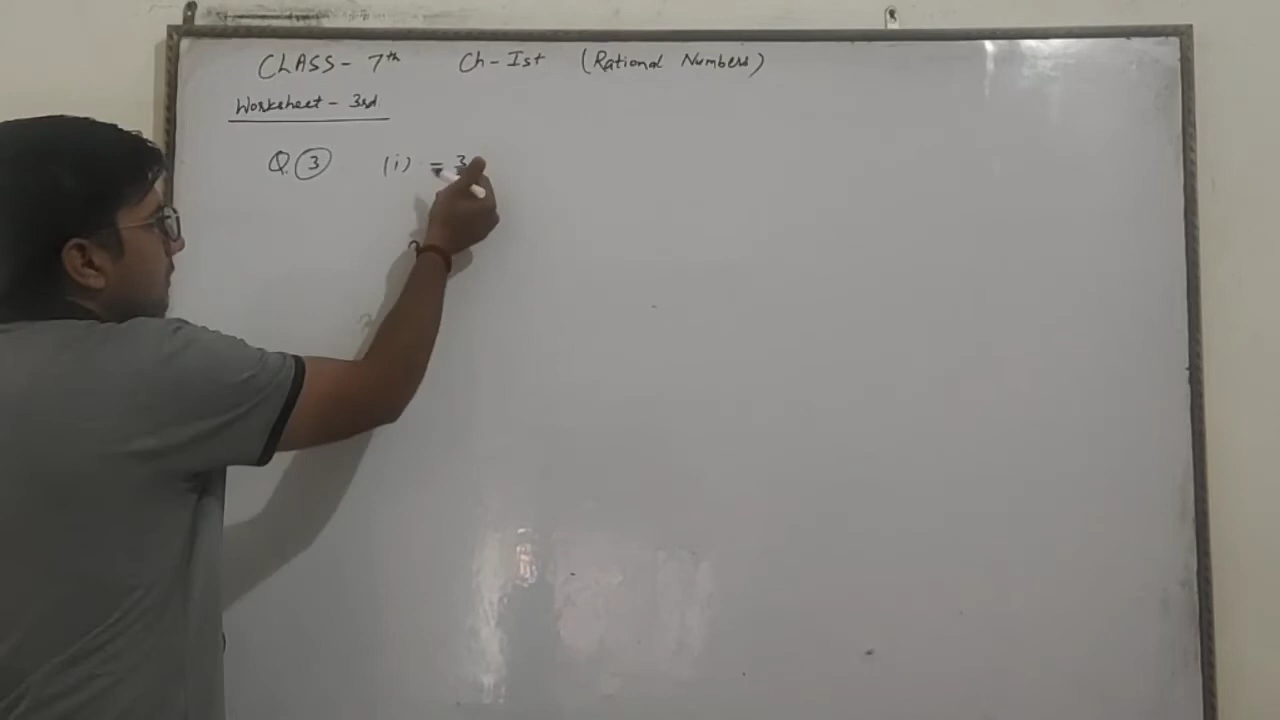 CLASS - 7th Ch - Ist (Rational Numbers)
Worksheet - 3rd
Q. 3 (i) = 3